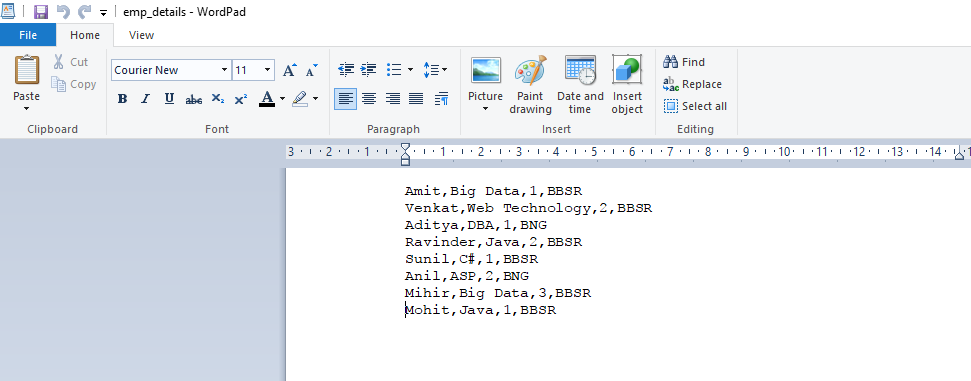 emp_details - WordPad
File Home View
Paste
Cut
Copy
Clipboard
Courier New 11
B I U abc X₂ X² A
Font
Paragraph
Picture
Paint drawing
Date and time
Insert object
Insert
Find
Replace
Select all
Editing
3 2 1 1 2 3 4 5 6 7 8 9 10 11 12 13 14
Amit,Big Data,1,BBSR
Venkat,Web Technology,2,BBSR
Aditya,DBA,1,BNG
Ravinder,Java,2,BBSR
Sunil,C#,1,BBSR
Anil,ASP,2,BNG
Mihir,Big Data,3,BBSR
Mohit,Java,1,BBSR